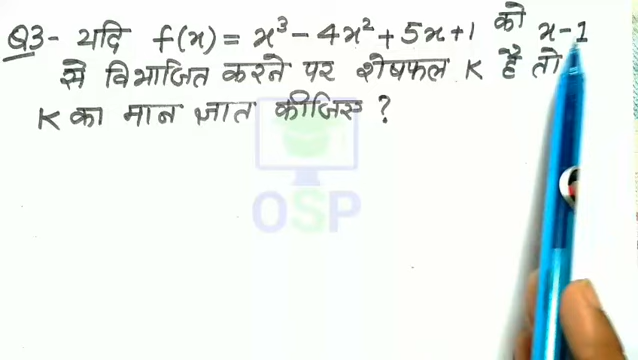 Q3- यदि f(x) = x³ - 4x² + 5x + 1 को x-1
से विभाजित करने पर शेषफल K है तो
K का मान ज्ञात कीजिए ?
OSP